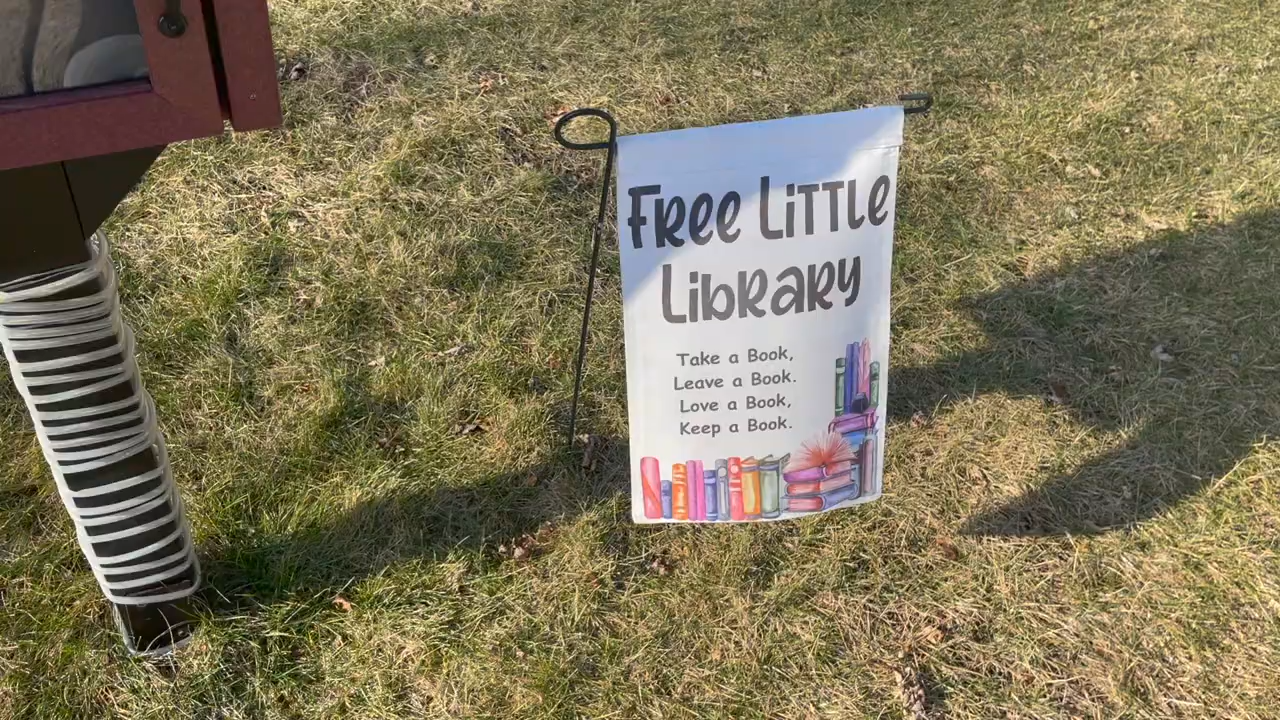 Free Little
Library
Take a Book,
Leave a Book.
Love a Book,
Keep a Book.